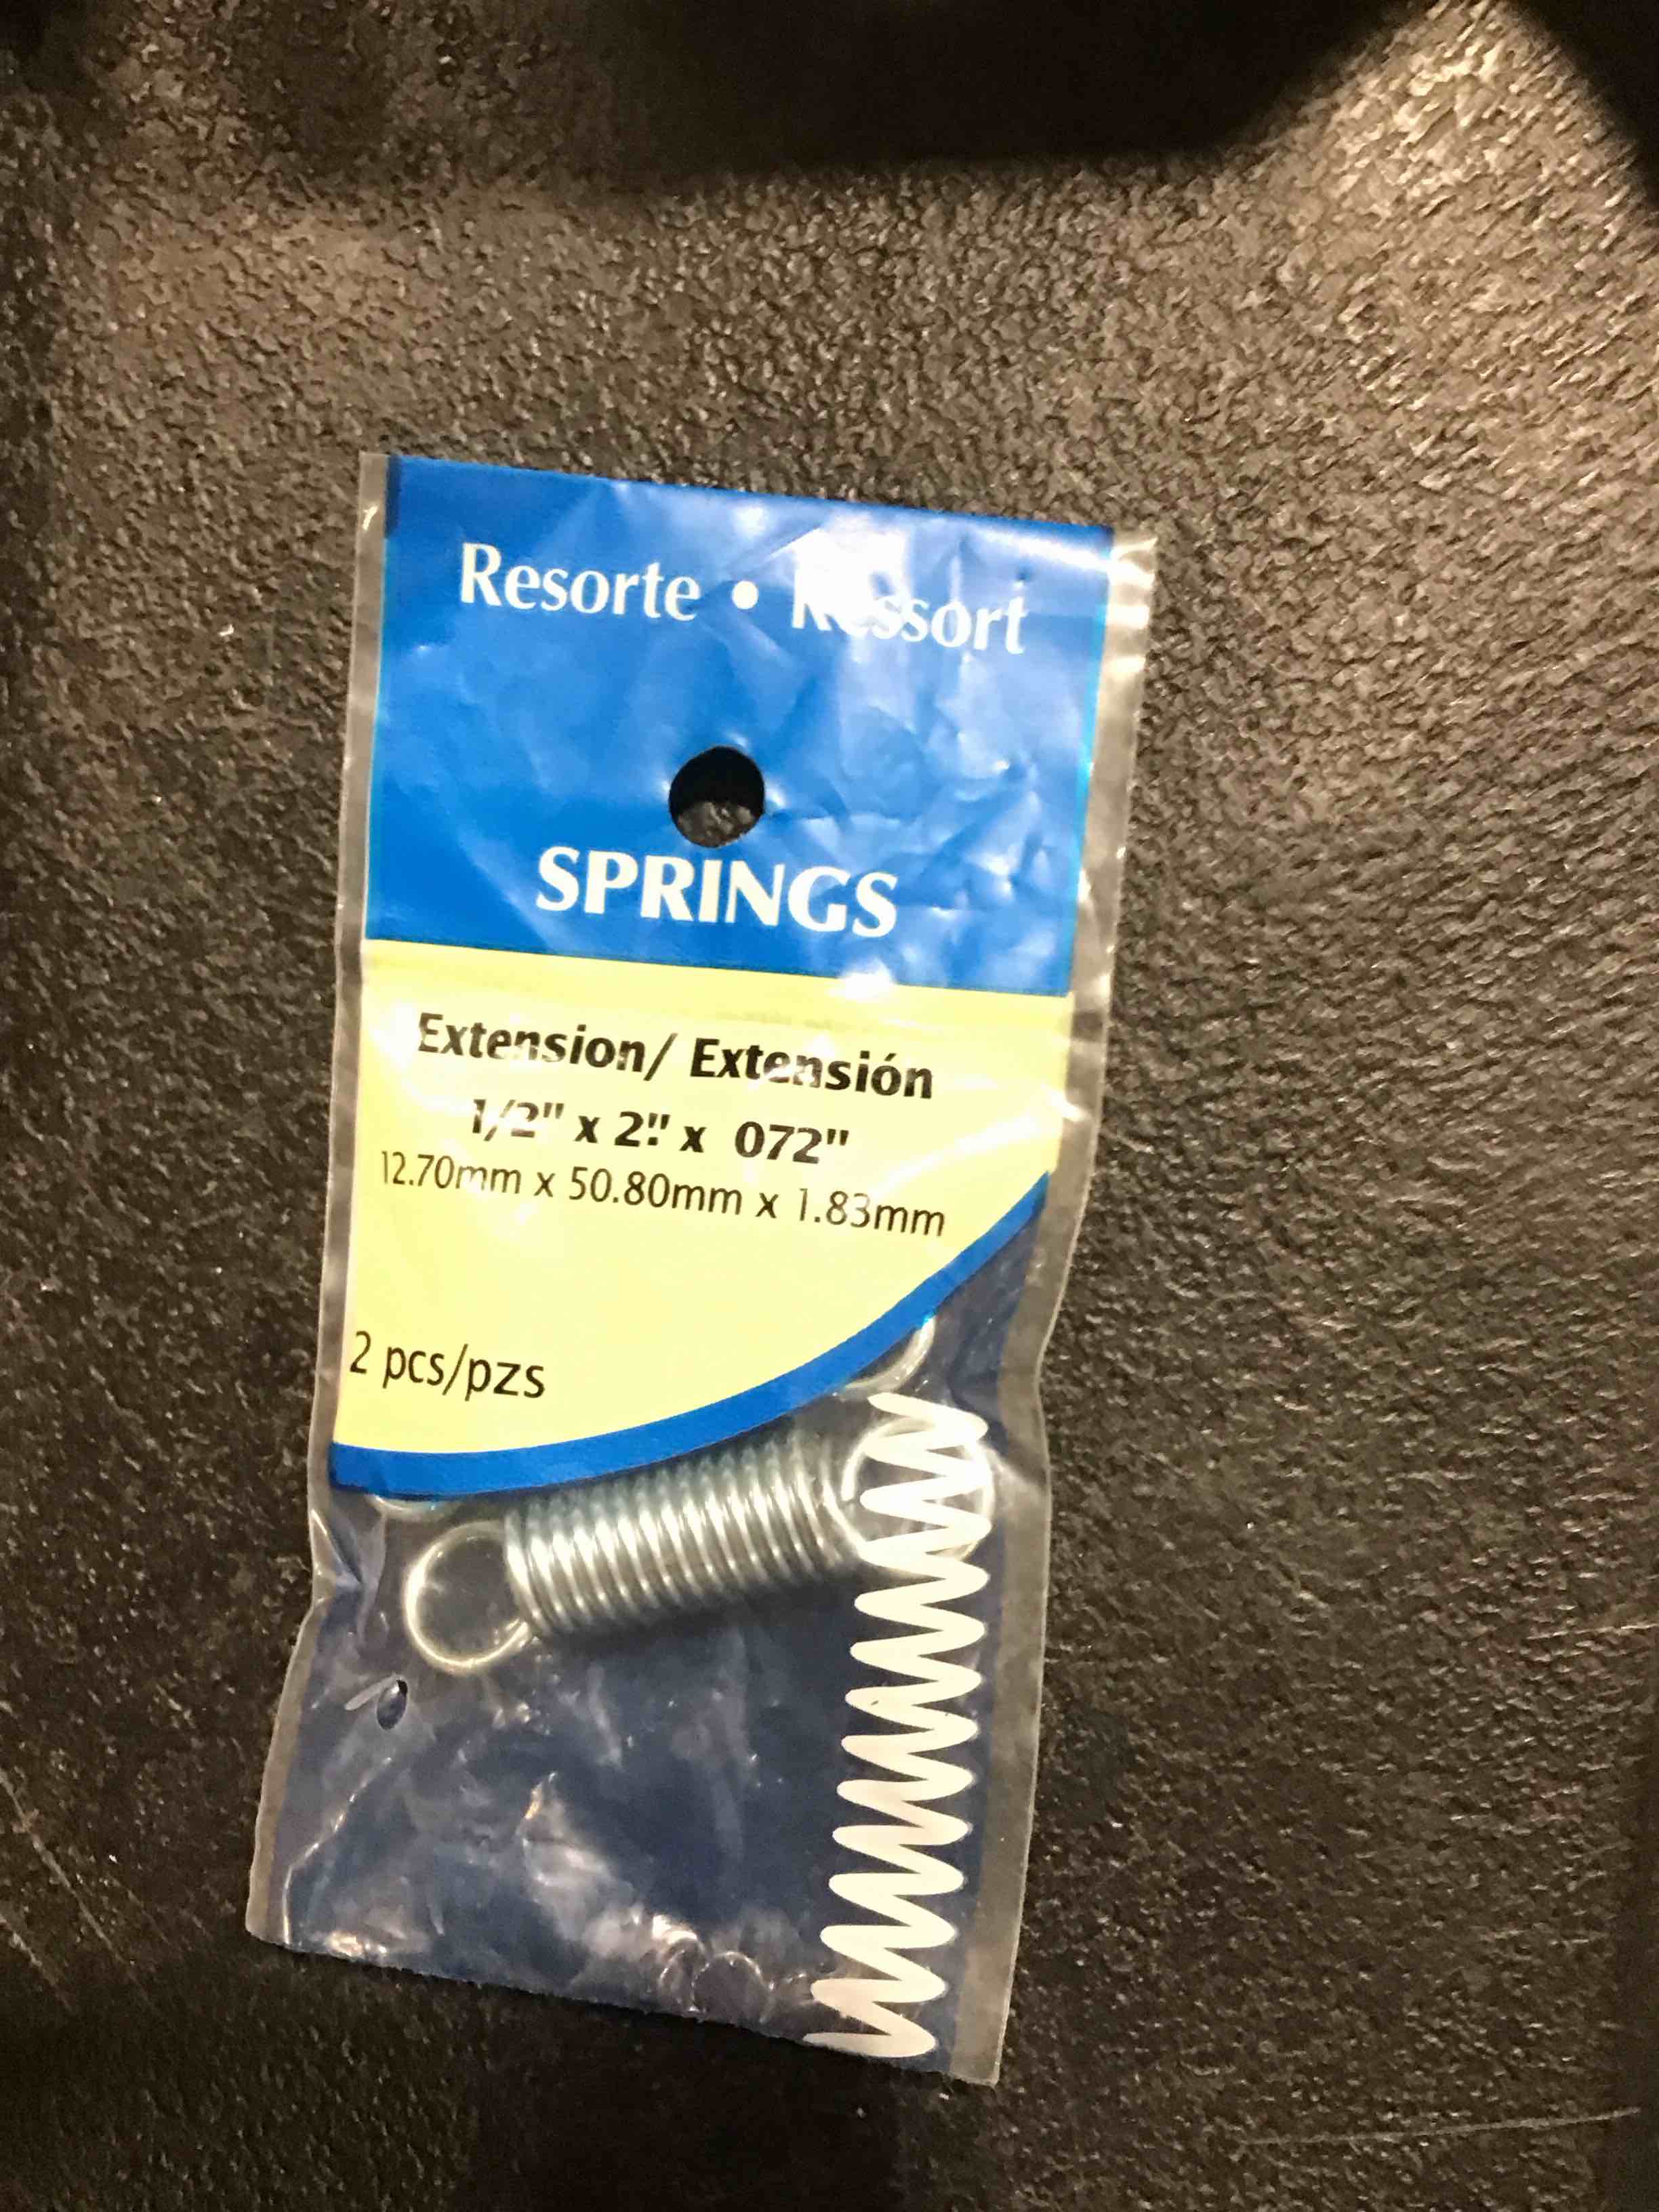 Resorte • Ressort
SPRINGS
Extension/ Extensión
1/2" x 2" x .072"
12.70mm x 50.80mm x 1.83mm
2 pcs/pzs